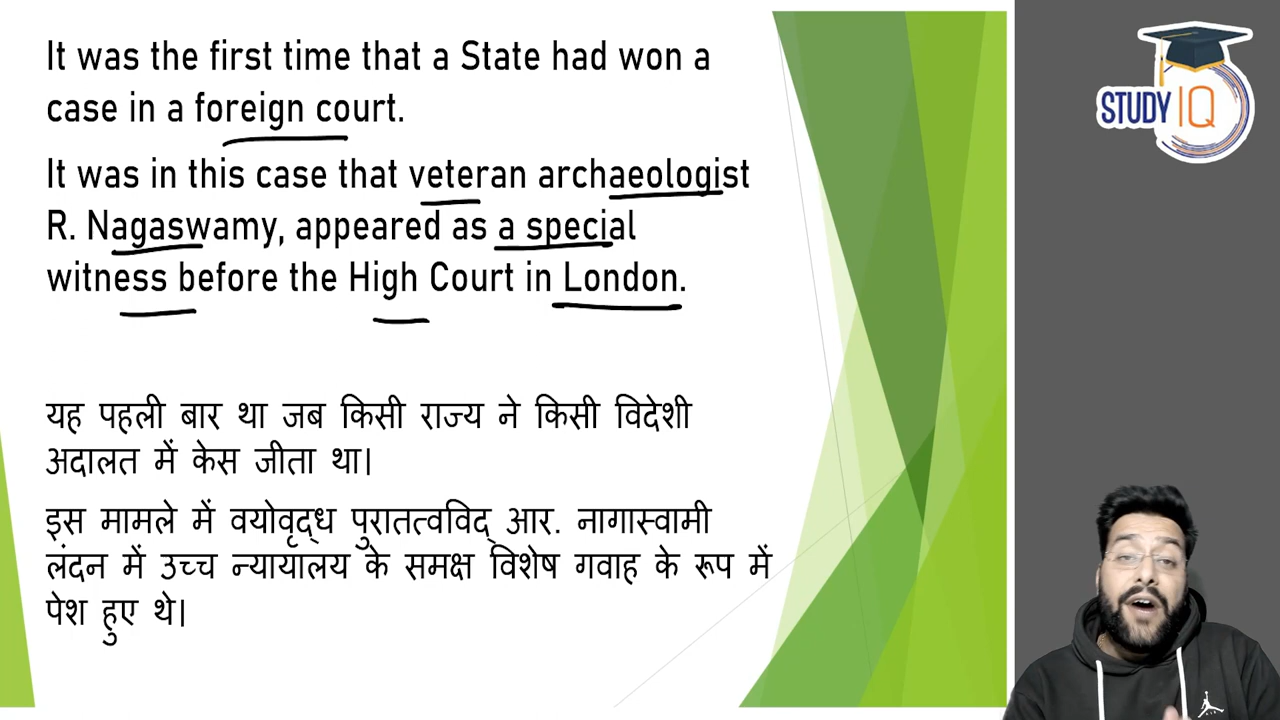 It was the first time that a State had won a
case in a foreign court.
It was in this case that veteran archaeologist
R. Nagaswamy, appeared as a special
witness before the High Court in London.
यह पहली बार था जब किसी राज्य ने किसी विदेशी
अदालत में केस जीता था।
इस मामले में वयोवृद्ध पुरातत्वविद् आर. नागास्वामी
लंदन में उच्च न्यायालय के समक्ष विशेष गवाह के रूप में
पेश हुए थे।
STUDY IQ